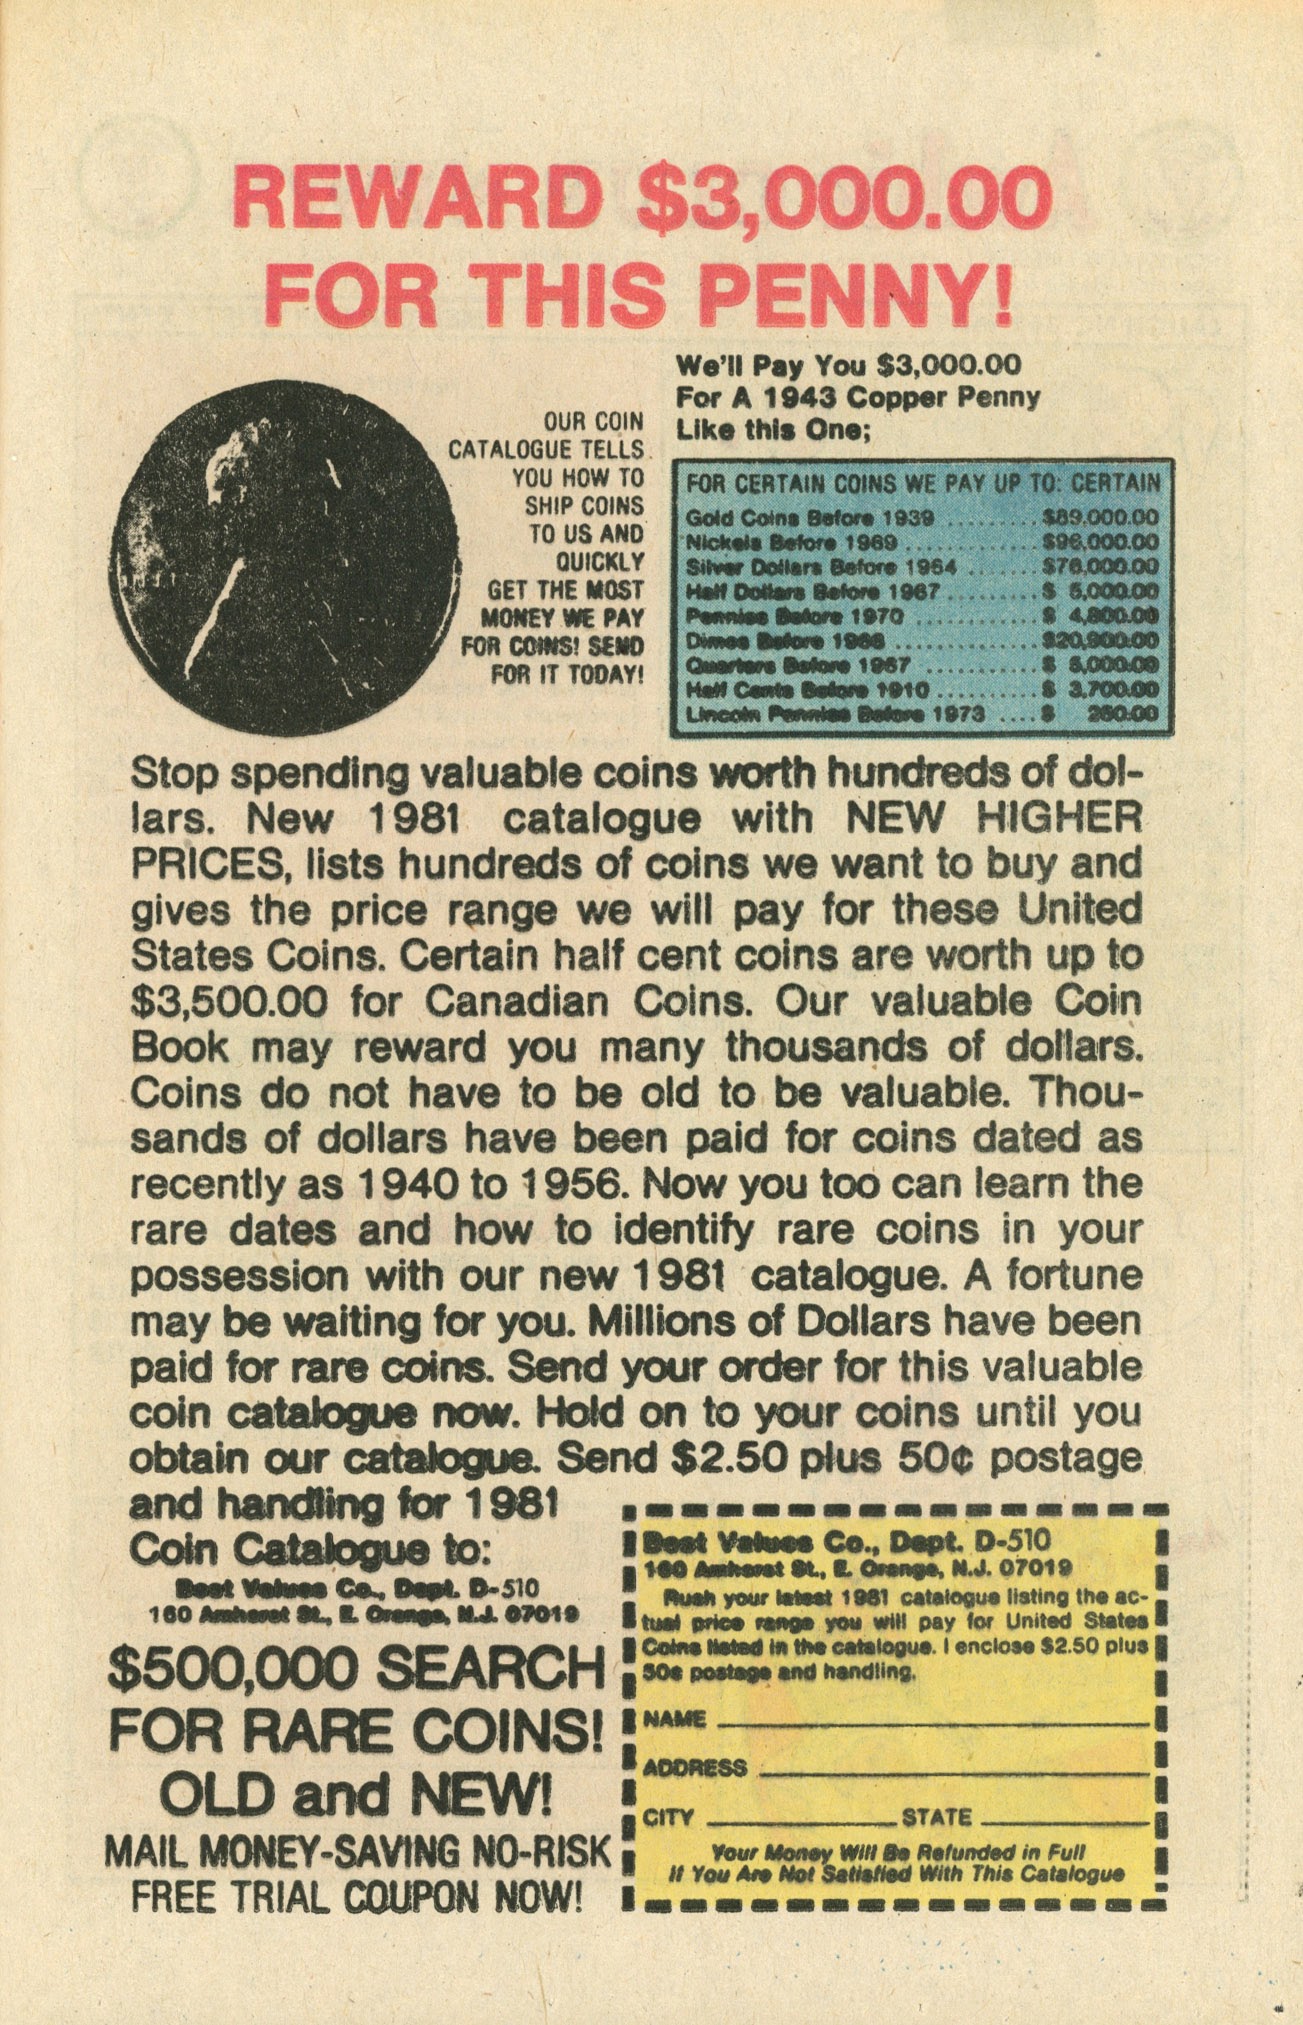 REWARD $3,000.00
FOR THIS PENNY!
We'll Pay You $3,000.00
For A 1943 Copper Penny
Like this One;
OUR COIN
CATALOGUE TELLS
YOU HOW TO
SHIP COINS
TO US AND
QUICKLY
GET THE MOST
MONEY WE PAY
FOR COINS! SEND
FOR IT TODAY!
FOR CERTAIN COINS WE PAY UP TO: CERTAIN
Gold Coins Before 1939 ......... $89,000.00
Nickels Before 1969 ............. $96,000.00
Silver Dollars Before 1964 ....... $76,000.00
Half Dollars Before 1967 ......... $ 5,000.00
Pennies Before 1970 ............ $ 4,800.00
Dimes Before 1966 .............. $20,900.00
Quarters Before 1967 ........... $ 5,000.00
Half Cents Before 1910 .......... $ 3,700.00
Lincoln Pennies Before 1973 .... $ 250.00
Stop spending valuable coins worth hundreds of dol-
lars. New 1981 catalogue with NEW HIGHER
PRICES, lists hundreds of coins we want to buy and
gives the price range we will pay for these United
States Coins. Certain half cent coins are worth up to
$3,500.00 for Canadian Coins. Our valuable Coin
Book may reward you many thousands of dollars.
Coins do not have to be old to be valuable. Thou-
sands of dollars have been paid for coins dated as
recently as 1940 to 1956. Now you too can learn the
rare dates and how to identify rare coins in your
possession with our new 1981 catalogue. A fortune
may be waiting for you. Millions of Dollars have been
paid for rare coins. Send your order for this valuable
coin catalogue now. Hold on to your coins until you
obtain our catalogue. Send $2.50 plus 50¢ postage
and handling for 1981
Coin Catalogue to:
Best Values Co., Dept. D-510
160 Amherst St., E. Orange, N.J. 07019
$500,000 SEARCH
FOR RARE COINS!
OLD and NEW!
MAIL MONEY-SAVING NO-RISK
FREE TRIAL COUPON NOW!
Best Values Co., Dept. D-510
160 Amherst St., E. Orange, N.J. 07019
Rush your latest 1981 catalogue listing the ac-
tual price range you will pay for United States
Coins listed in the catalogue. I enclose $2.50 plus
50¢ postage and handling.
NAME
ADDRESS
CITY STATE
Your Money Will Be Refunded in Full
If You Are Not Satisfied With This Catalogue